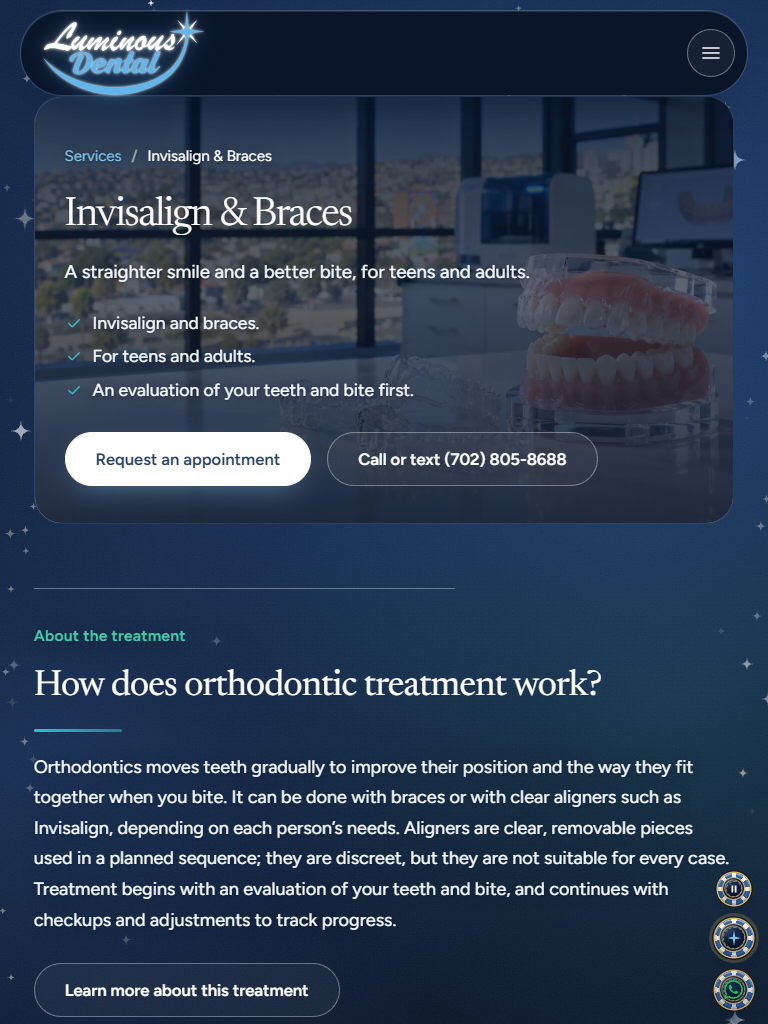 Luminous
Dental
Services / Invisalign & Braces
Invisalign & Braces
A straighter smile and a better bite, for teens and adults.
Invisalign and braces.
For teens and adults.
An evaluation of your teeth and bite first.
Request an appointment
Call or text (702) 805-8688
About the treatment
How does orthodontic treatment work?
Orthodontics moves teeth gradually to improve their position and the way they fit
together when you bite. It can be done with braces or with clear aligners such as
Invisalign, depending on each person’s needs. Aligners are clear, removable pieces
used in a planned sequence; they are discreet, but they are not suitable for every case.
Treatment begins with an evaluation of your teeth and bite, and continues with
checkups and adjustments to track progress.
Learn more about this treatment